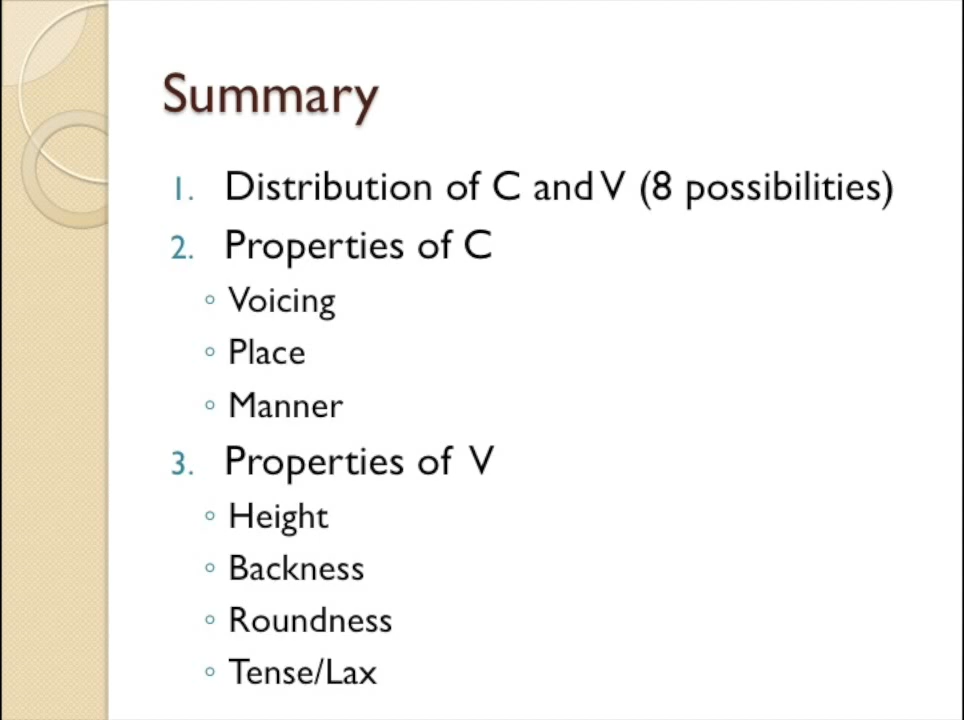 Summary
1. Distribution of C and V (8 possibilities)
2. Properties of C
◦ Voicing
◦ Place
◦ Manner
3. Properties of V
◦ Height
◦ Backness
◦ Roundness
◦ Tense/Lax